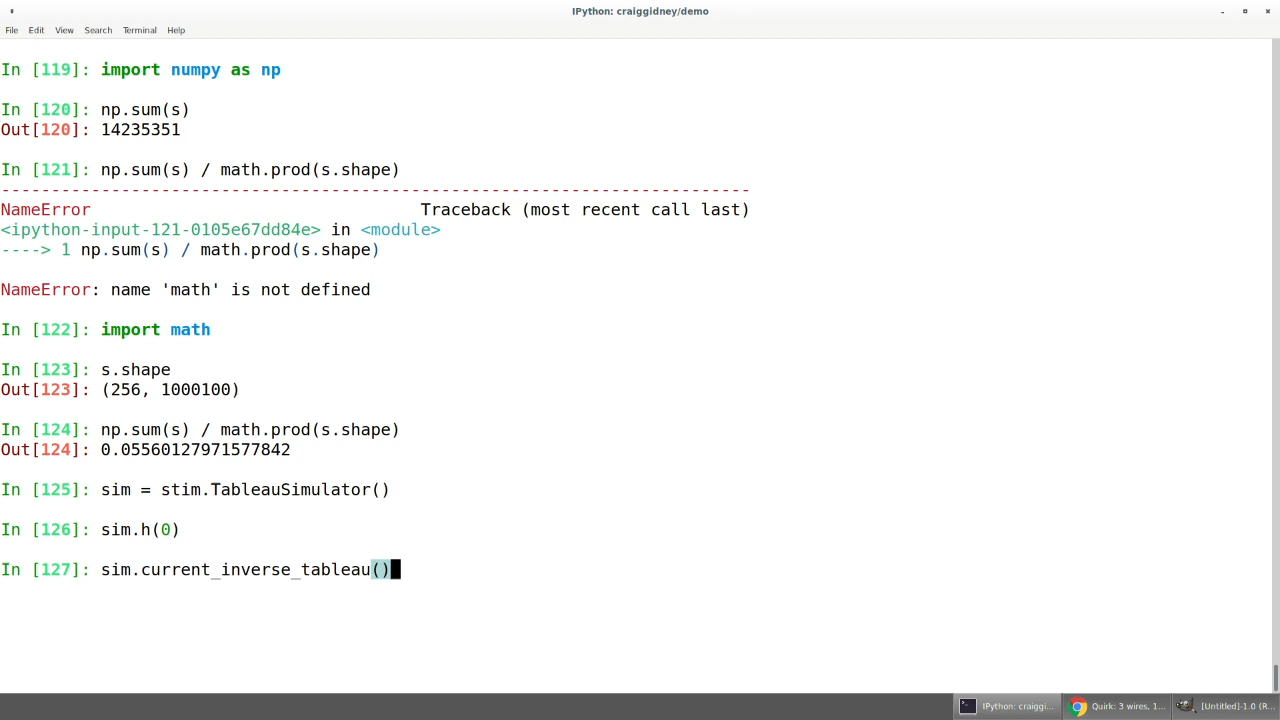 IPython: craiggidney/demo
File Edit View Search Terminal Help
In [119]: import numpy as np
In [120]: np.sum(s)
Out[120]: 14235351
In [121]: np.sum(s) / math.prod(s.shape)
---------------------------------------------------------------------------
NameError                                 Traceback (most recent call last)
<ipython-input-121-0105e67dd84e> in <module>
----> 1 np.sum(s) / math.prod(s.shape)
NameError: name 'math' is not defined
In [122]: import math
In [123]: s.shape
Out[123]: (256, 1000100)
In [124]: np.sum(s) / math.prod(s.shape)
Out[124]: 0.05560127971577842
In [125]: sim = stim.TableauSimulator()
In [126]: sim.h(0)
In [127]: sim.current_inverse_tableau()
IPython: craiggi... Quirk: 3 wires, 1... [Untitled]-1.0 (R...